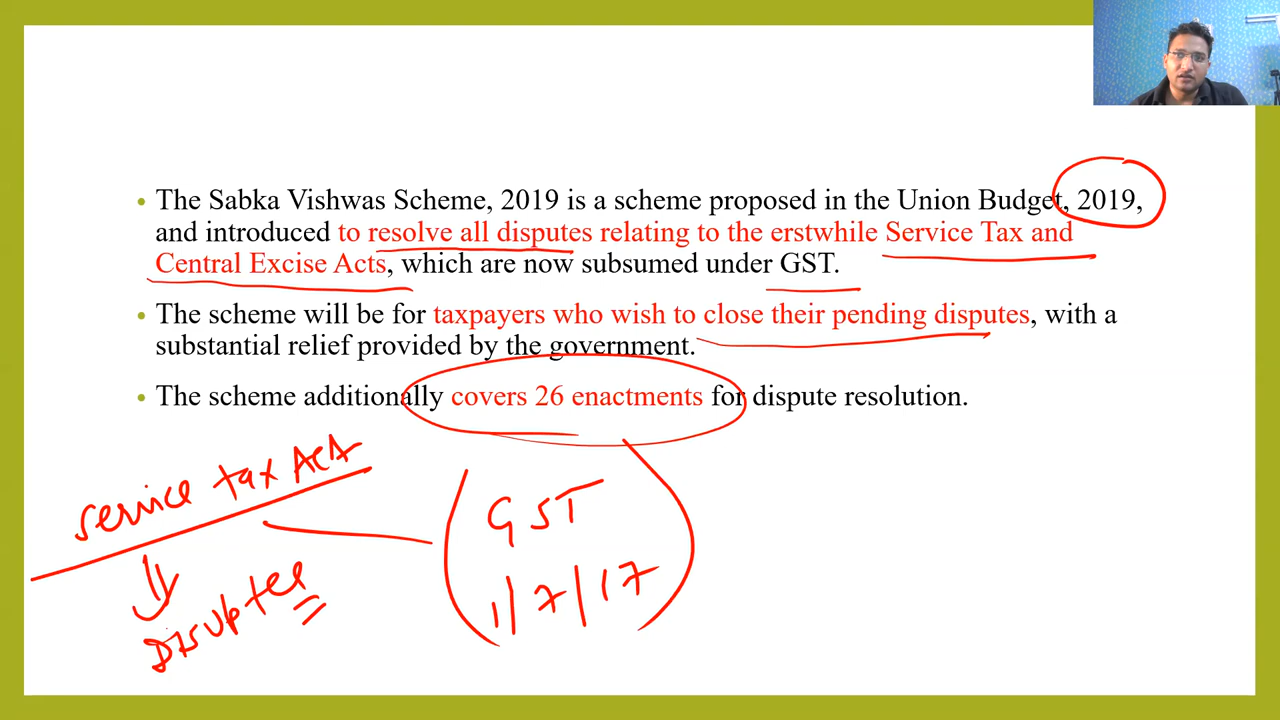 • The Sabka Vishwas Scheme, 2019 is a scheme proposed in the Union Budget, 2019,
and introduced to resolve all disputes relating to the erstwhile Service Tax and
Central Excise Acts, which are now subsumed under GST.
• The scheme will be for taxpayers who wish to close their pending disputes, with a
substantial relief provided by the government.
• The scheme additionally covers 26 enactments for dispute resolution.
Service tax Act
GST
1/7/17
Disuptes